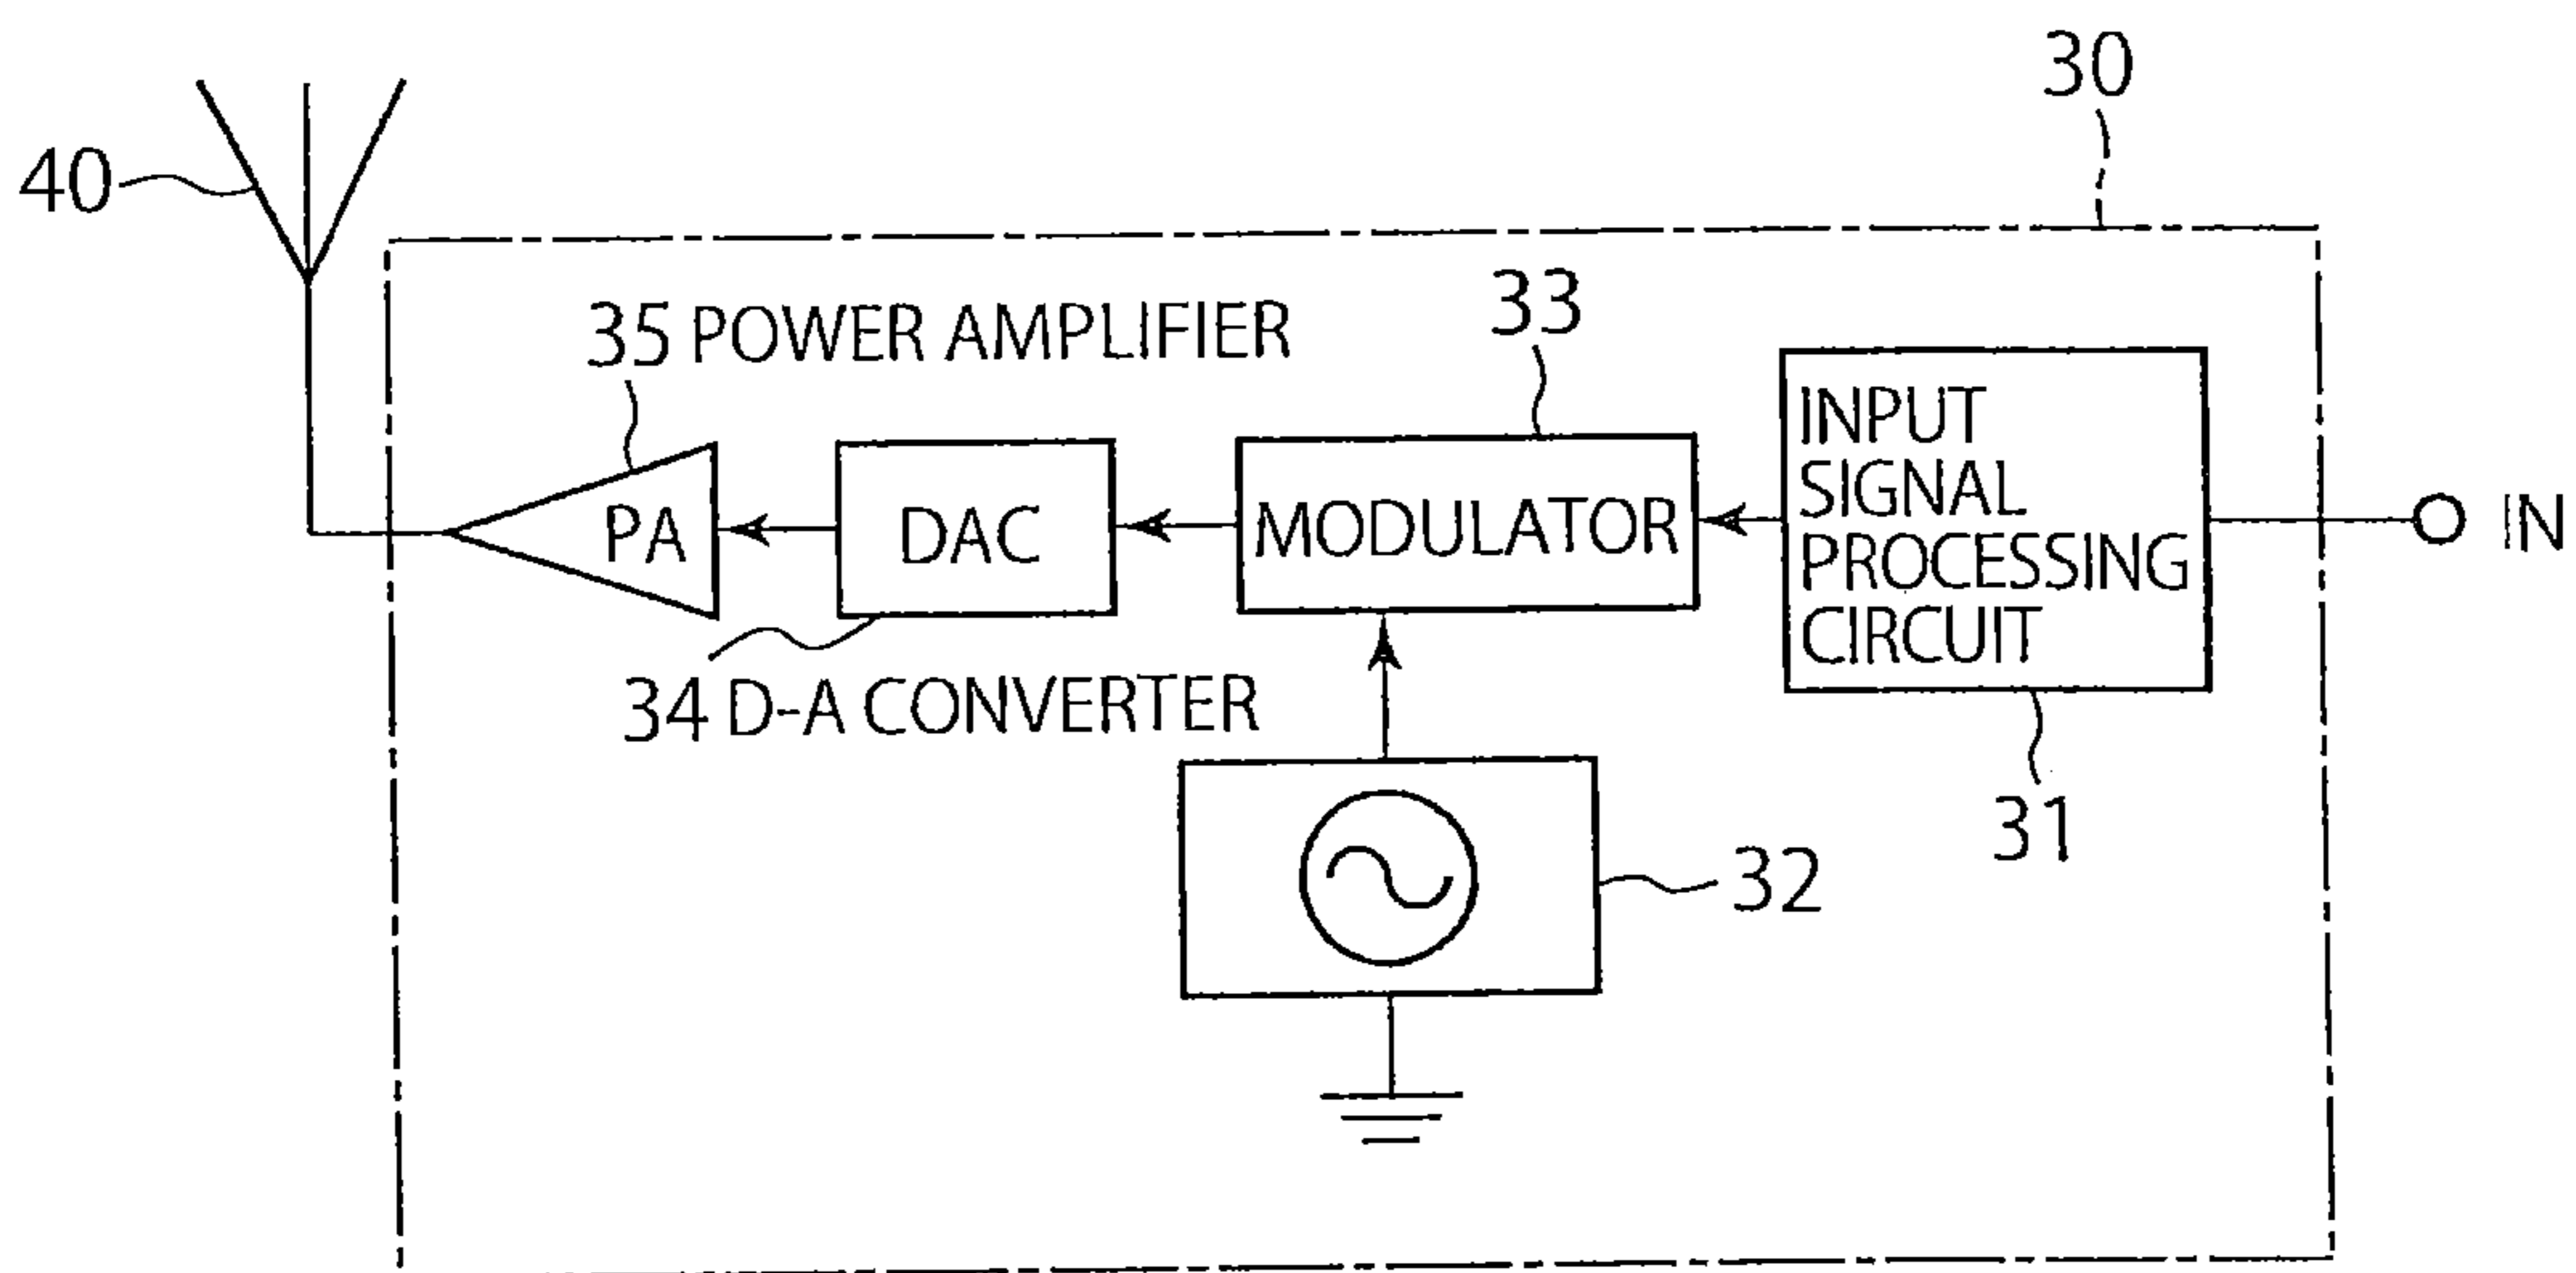 30
40
33
35 POWER AMPLIFIER
INPUT
SIGNAL
PROCESSING
CIRCUIT
IN
MODULATOR
DAC
PA
34 D-A CONVERTER
31
32